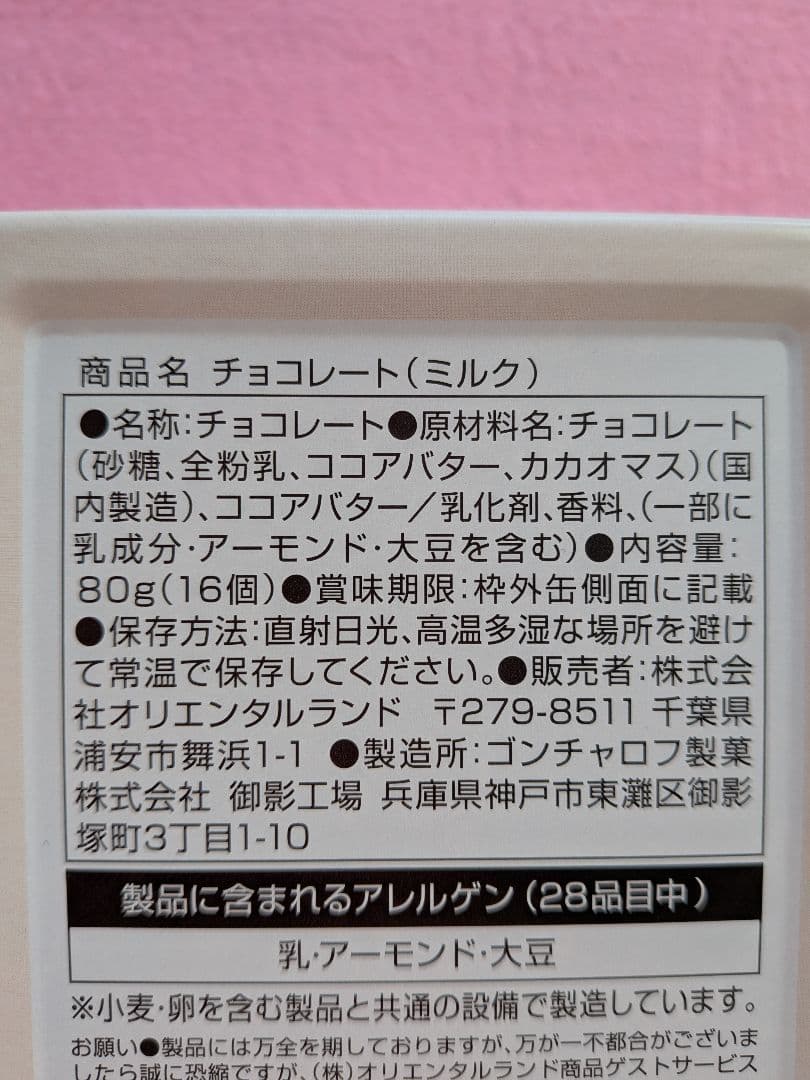 商品名 チョコレート(ミルク)
●名称:チョコレート●原材料名:チョコレート
(砂糖、全粉乳、ココアバター、カカオマス)(国
内製造)、ココアバター／乳化剤、香料、(一部に
乳成分・アーモンド・大豆を含む)●内容量:
80g(16個)●賞味期限:枠外缶側面に記載
●保存方法:直射日光、高温多湿な場所を避け
て常温で保存してください。●販売者:株式会
社オリエンタルランド 〒279-8511 千葉県
浦安市舞浜1-1 ●製造所:ゴンチャロフ製菓
株式会社 御影工場 兵庫県神戸市東灘区御影
塚町3丁目1-10
製品に含まれるアレルゲン(28品目中)
乳・アーモンド・大豆
※小麦・卵を含む製品と共通の設備で製造しています。
お願い●製品には万全を期しておりますが、万が一不都合がございま
したら誠に恐縮ですが、(株)オリエンタルランド商品ゲストサービス